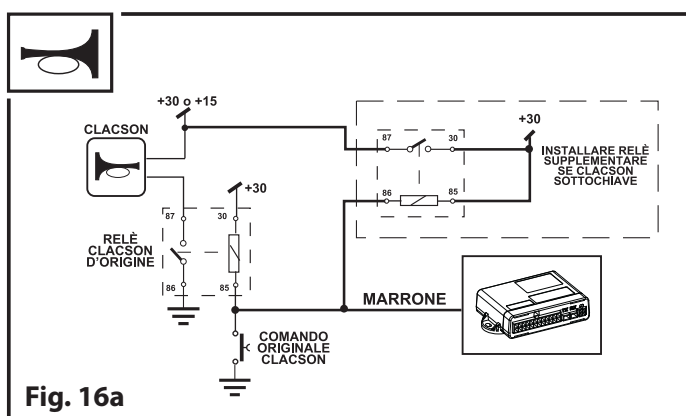 +30 o +15
CLACSON
+30
87
30
INSTALLARE RELÈ
SUPPLEMENTARE
SE CLACSON
SOTTOCHIAVE
86
85
+30
87
30
RELÈ
CLACSON
D'ORIGINE
86
85
MARRONE
COMANDO
ORIGINALE
CLACSON
Fig. 16a